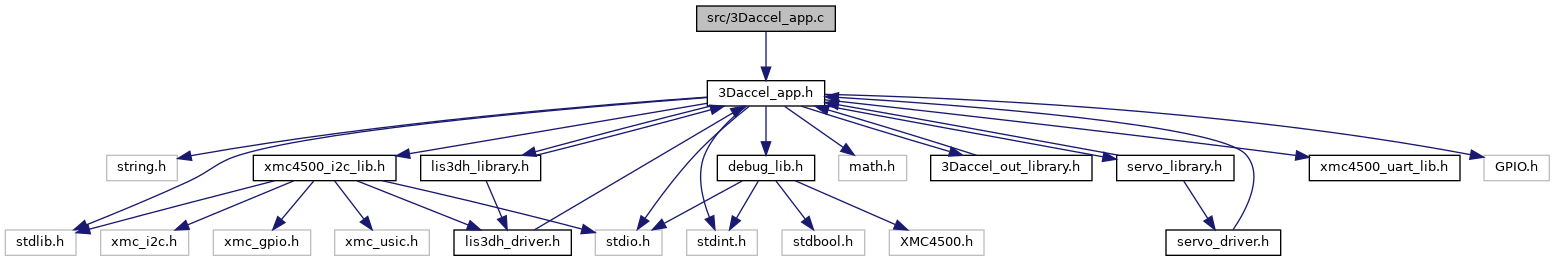 src/3Daccel_app.c
3Daccel_app.h
string.h
xmc4500_i2c_lib.h
lis3dh_library.h
debug_lib.h
math.h
3Daccel_out_library.h
servo_library.h
xmc4500_uart_lib.h
GPIO.h
stdlib.h
xmc_i2c.h
xmc_gpio.h
xmc_usic.h
lis3dh_driver.h
stdio.h
stdint.h
stdbool.h
XMC4500.h
servo_driver.h